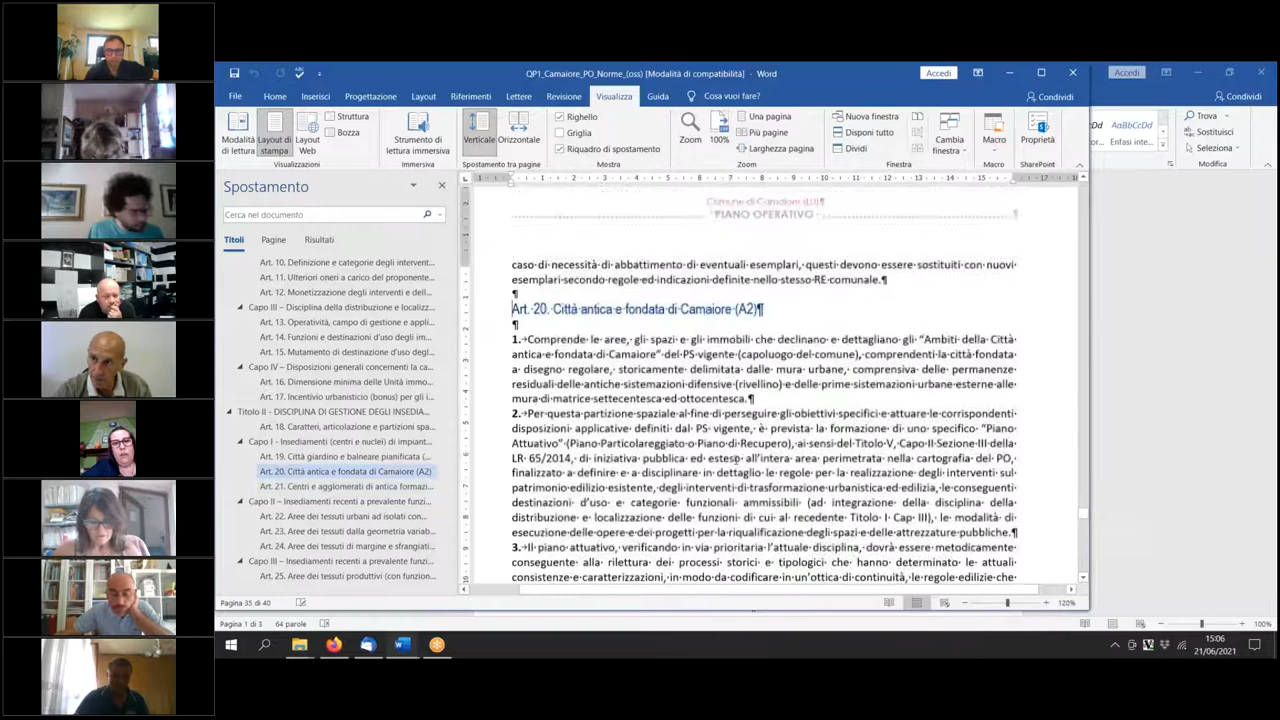 QP1_Camaiore_PO_Norme_(oss) [Modalità di compatibilità] - Word
Accedi
Accedi
File Home Inserisci Progettazione Layout Riferimenti Lettere Revisione Visualizza Guida Cosa vuoi fare?
Condividi
Condividi
Modalità di lettura
Layout di stampa
Layout Web
Struttura
Bozza
Visualizzazioni
Strumento di lettura immersiva
Immersiva
Verticale
Orizzontale
Spostamento tra pagine
Righello
Griglia
Riquadro di spostamento
Mostra
Zoom
100%
Una pagina
Più pagine
Larghezza pagina
Zoom
Nuova finestra
Disponi tutto
Dividi
Cambia finestra
Finestra
Macro
Macro
Proprietà
SharePoint
AaBbCcDd
Enfasi inten...
Trova
Sostituisci
Seleziona
Modifica
Spostamento
Cerca nel documento
Titoli Pagine Risultati
Art. 10. Definizione e categorie degli intervent...
Art. 11. Ulteriori oneri a carico del proponente...
Art. 12. Monetizzazione degli interventi e dell...
Capo III – Disciplina della distribuzione e localizz...
Art. 13. Operatività, campo di gestione e appli...
Art. 14. Funzioni e destinazioni d'uso degli im...
Art. 15. Mutamento di destinazione d'uso degl...
Capo IV – Disposizioni generali concernenti la ca...
Art. 16. Dimensione minima delle Unità immo...
Art. 17. Incentivo urbanistico (bonus) per gli i...
Titolo II - DISCIPLINA DI GESTIONE DEGLI INSEDIA...
Art. 18. Caratteri, articolazione e partizioni spa...
Capo I - Insediamenti (centri e nuclei) di impiant...
Art. 19. Città giardino e balneare pianificata (...
Art. 20. Città antica e fondata di Camaiore (A2)
Art. 21. Centri e agglomerati di antica formazi...
Capo II – Insediamenti recenti a prevalente funzi...
Art. 22. Aree dei tessuti urbani ad isolati con...
Art. 23. Aree dei tessuti dalla geometria variab...
Art. 24. Aree dei tessuti di margine e sfrangiati...
Capo III – Insediamenti recenti a prevalente funzi...
Art. 25. Aree dei tessuti produttivi (con funzion...
Comune di Camaiore (LU)¶
"PIANO OPERATIVO"
caso di necessità di abbattimento di eventuali esemplari, questi devono essere sostituiti con nuovi
esemplari secondo regole ed indicazioni definite nello stesso RE comunale.¶
¶
Art. 20. Città antica e fondata di Camaiore (A2)¶
¶
1. Comprende le aree, gli spazi e gli immobili che declinano e dettagliano gli "Ambiti della Città
antica e fondata di Camaiore" del PS vigente (capoluogo del comune), comprendenti la città fondata
a disegno regolare, storicamente delimitata dalle mura urbane, comprensiva delle permanenze
residuali delle antiche sistemazioni difensive (rivellino) e delle prime sistemazioni urbane esterne alle
mura di matrice settecentesca ed ottocentesca.¶
2. Per questa partizione spaziale al fine di perseguire gli obiettivi specifici e attuare le corrispondenti
disposizioni applicative definiti dal PS vigente, è prevista la formazione di uno specifico "Piano
Attuativo" (Piano Particolareggiato o Piano di Recupero), ai sensi del Titolo V, Capo II Sezione III della
LR 65/2014, di iniziativa pubblica ed esteso all'intera area perimetrata nella cartografia del PO,
finalizzato a definire e a disciplinare in dettaglio le regole per la realizzazione degli interventi sul
patrimonio edilizio esistente, degli interventi di trasformazione urbanistica ed edilizia, le conseguenti
destinazioni d'uso e categorie funzionali ammissibili (ad integrazione della disciplina della
distribuzione e localizzazione delle funzioni di cui al recedente Titolo I Cap III), le modalità di
esecuzione delle opere e dei progetti per la riqualificazione degli spazi e delle attrezzature pubbliche.¶
3. Il piano attuativo, verificando in via prioritaria l'attuale disciplina, dovrà essere metodicamente
conseguente alla rilettura dei processi storici e tipologici che hanno determinato le attuali
consistenze e caratterizzazioni, in modo da codificare in un'ottica di continuità, le regole edilizie che
Pagina 35 di 40
120%
Pagina 1 di 3 64 parole
100%
15:06
21/06/2021